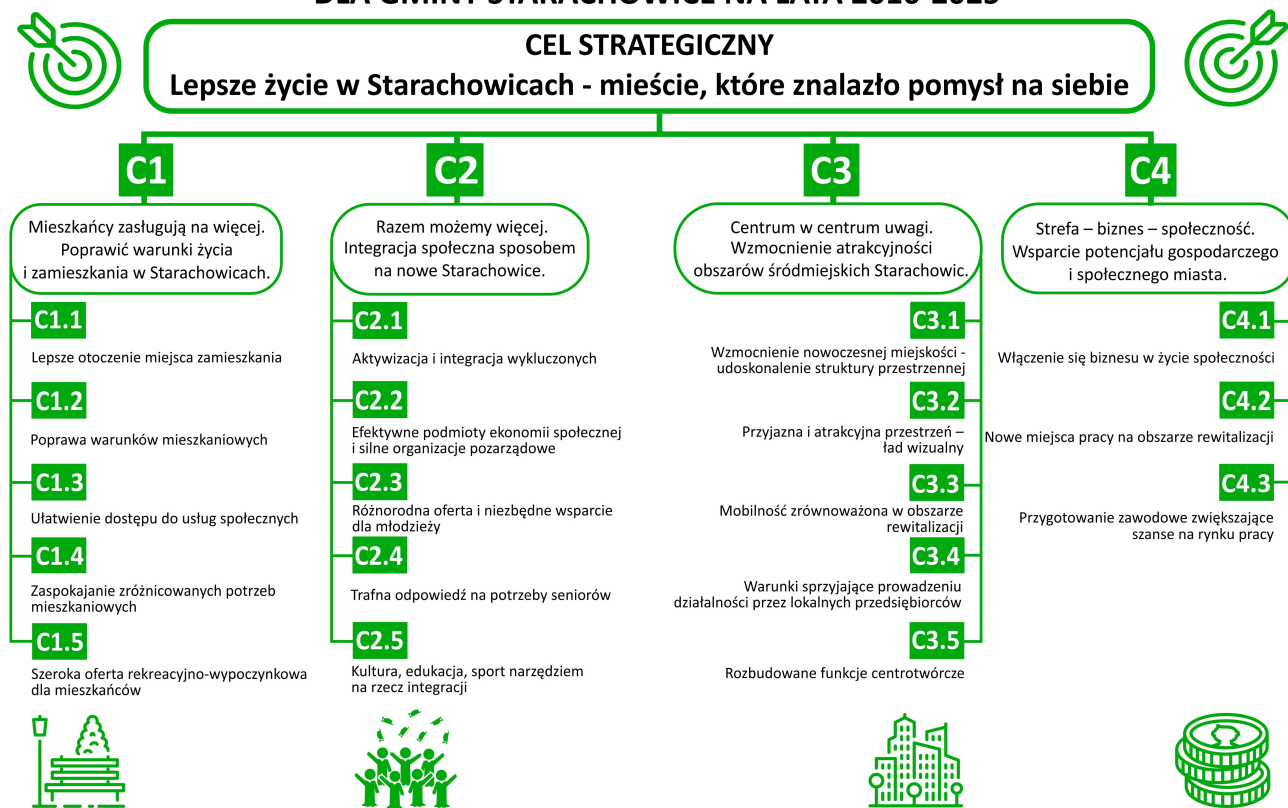 DLA GMINY STARACHOWICE NA LATA 2016-2025
CEL STRATEGICZNY
Lepsze życie w Starachowicach - mieście, które znalazło pomysł na siebie
C1
Mieszkańcy zasługują na więcej.
Poprawić warunki życia
i zamieszkania w Starachowicach.
C1.1
Lepsze otoczenie miejsca zamieszkania
C1.2
Poprawa warunków mieszkaniowych
C1.3
Ułatwienie dostępu do usług społecznych
C1.4
Zaspokajanie zróżnicowanych potrzeb
mieszkaniowych
C1.5
Szeroka oferta rekreacyjno-wypoczynkowa
dla mieszkańców
C2
Razem możemy więcej.
Integracja społeczna sposobem
na nowe Starachowice.
C2.1
Aktywizacja i integracja wykluczonych
C2.2
Efektywne podmioty ekonomii społecznej
i silne organizacje pozarządowe
C2.3
Różnorodna oferta i niezbędne wsparcie
dla młodzieży
C2.4
Trafna odpowiedź na potrzeby seniorów
C2.5
Kultura, edukacja, sport narzędziem
na rzecz integracji
C3
Centrum w centrum uwagi.
Wzmocnienie atrakcyjności
obszarów śródmiejskich Starachowic.
C3.1
Wzmocnienie nowoczesnej miejskości -
udoskonalenie struktury przestrzennej
C3.2
Przyjazna i atrakcyjna przestrzeń –
ład wizualny
C3.3
Mobilność zrównoważona w obszarze
rewitalizacji
C3.4
Warunki sprzyjające prowadzeniu
działalności przez lokalnych przedsiębiorców
C3.5
Rozbudowane funkcje centrotwórcze
C4
Strefa – biznes – społeczność.
Wsparcie potencjału gospodarczego
i społecznego miasta.
C4.1
Włączenie się biznesu w życie społeczności
C4.2
Nowe miejsca pracy na obszarze rewitalizacji
C4.3
Przygotowanie zawodowe zwiększające
szanse na rynku pracy